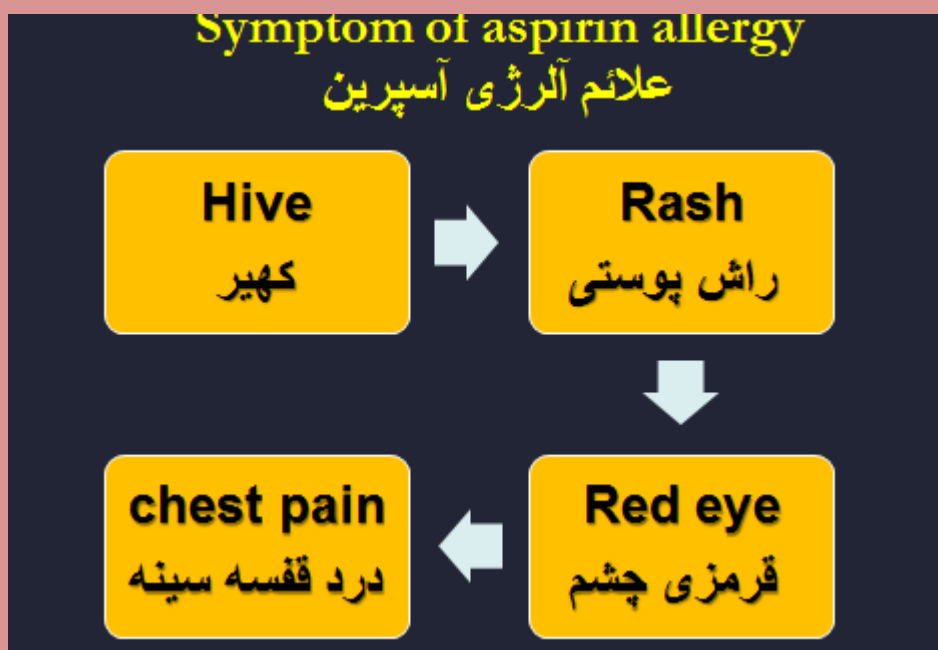 Symptom of aspirin allergy
علائم آلرژی آسپرین
Hive
کهیر
Rash
راش پوستی
Red eye
قرمزی چشم
chest pain
درد قفسه سینه